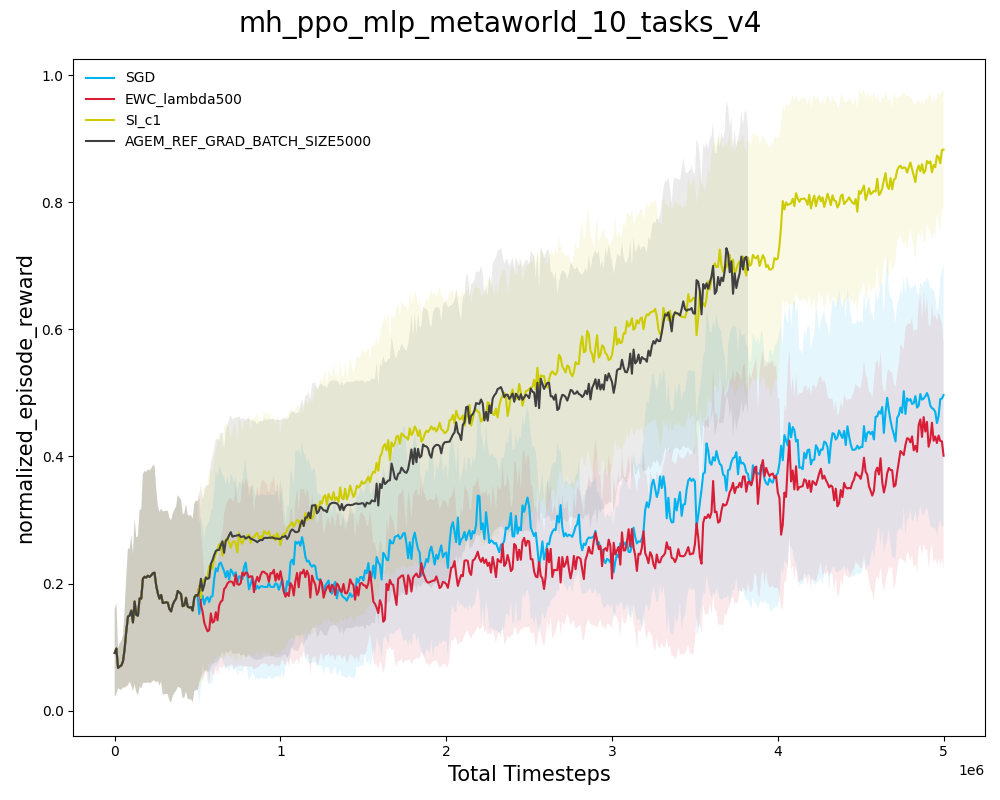 mh_ppo_mlp_metaworld_10_tasks_v4
1.0
0.8
0.6
0.4
0.2
0.0
normalized_episode_reward
SGD
EWC_lambda500
SI_c1
AGEM_REF_GRAD_BATCH_SIZE5000
0 1 2 3 4 5
1e6
Total Timesteps